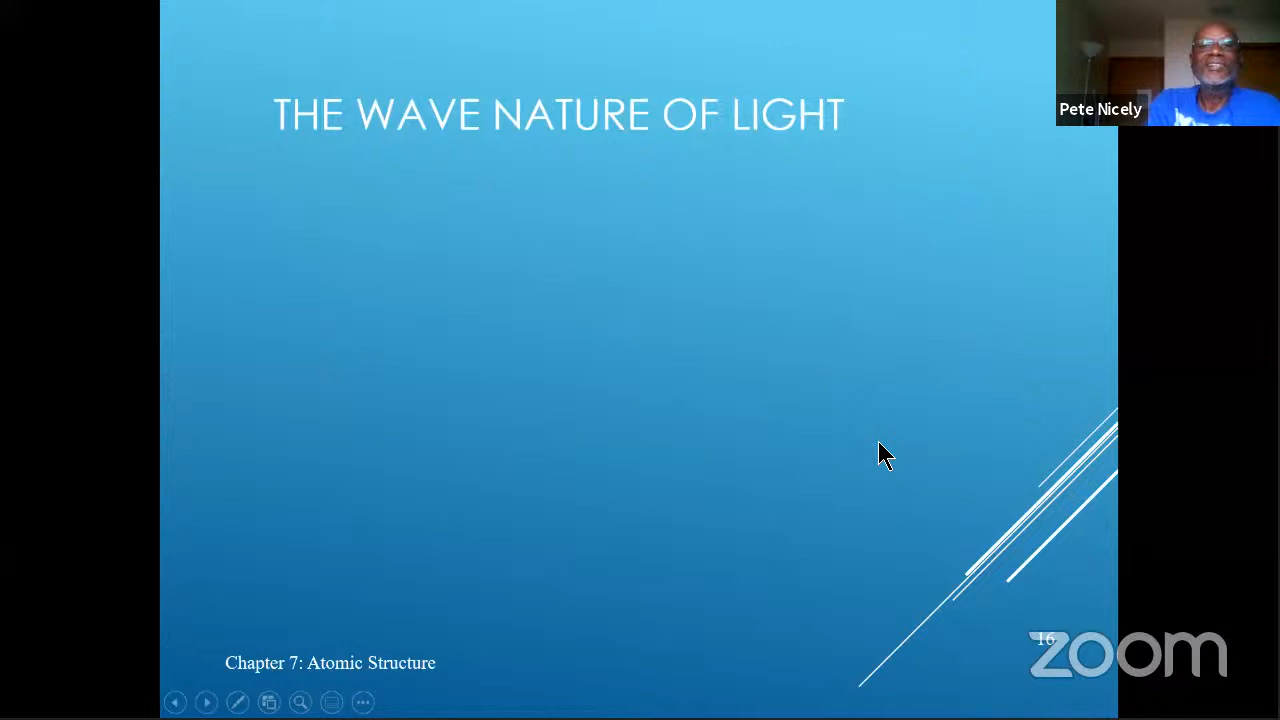 THE WAVE NATURE OF LIGHT
Pete Nicely
16
zoom
Chapter 7: Atomic Structure